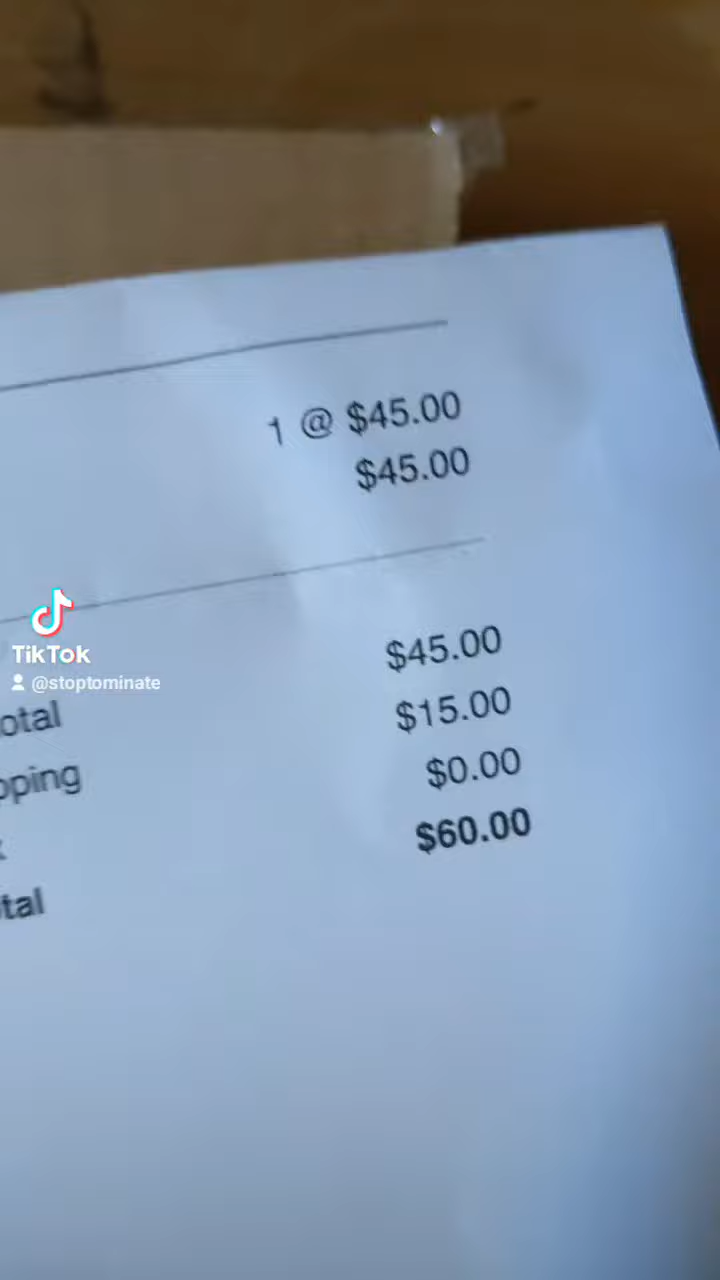 1 @ $45.00
$45.00
$45.00
TikTok
@stoptominate
otal $15.00
pping $0.00
$60.00
tal